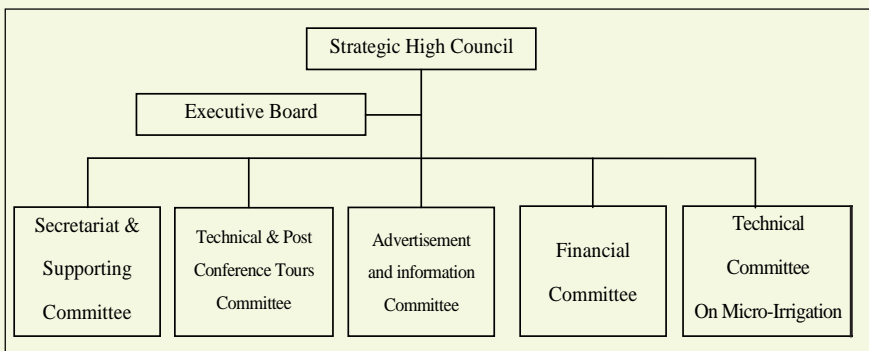 Strategic High Council
Executive Board
Secretariat &
Supporting
Committee
Technical & Post
Conference Tours
Committee
Advertisement
and information
Committee
Financial
Committee
Technical
Committee
On Micro-Irrigation